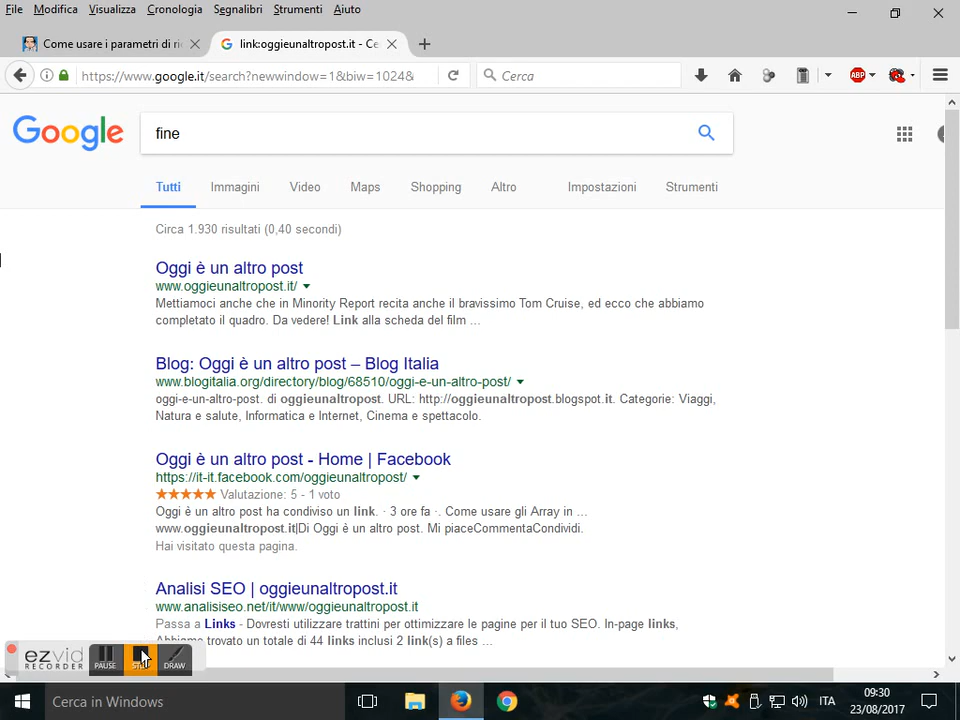 File Modifica Visualizza Cronologia Segnalibri Strumenti Aiuto
Come usare i parametri di ric
link:oggieunaltropost.it - Ce
https://www.google.it/search?newwindow=1&biw=1024&
Cerca
ABP
Google
fine
Tutti Immagini Video Maps Shopping Altro Impostazioni Strumenti
Circa 1.930 risultati (0,40 secondi)
Oggi è un altro post
www.oggieunaltropost.it/
Mettiamoci anche che in Minority Report recita anche il bravissimo Tom Cruise, ed ecco che abbiamo
completato il quadro. Da vedere! Link alla scheda del film ...
Blog: Oggi è un altro post – Blog Italia
www.blogitalia.org/directory/blog/68510/oggi-e-un-altro-post/
oggi-e-un-altro-post. di oggieunaltropost. URL: http://oggieunaltropost.blogspot.it. Categorie: Viaggi,
Natura e salute, Informatica e Internet, Cinema e spettacolo.
Oggi è un altro post - Home | Facebook
https://it-it.facebook.com/oggieunaltropost/
Valutazione: 5 - 1 voto
Oggi è un altro post ha condiviso un link. · 3 ore fa ·. Come usare gli Array in ...
www.oggieunaltropost.it|Di Oggi è un altro post. Mi piaceCommentaCondividi.
Hai visitato questa pagina.
Analisi SEO | oggieunaltropost.it
www.analisiseo.net/it/www/oggieunaltropost.it
Passa a Links - Dovresti utilizzare trattini per ottimizzare le pagine per il tuo SEO. In-page links,
Abbiamo trovato un totale di 44 links inclusi 2 link(s) a files ...
ezvid
RECORDER
PAUSE
DRAW
Cerca in Windows
ITA
09:30
23/08/2017